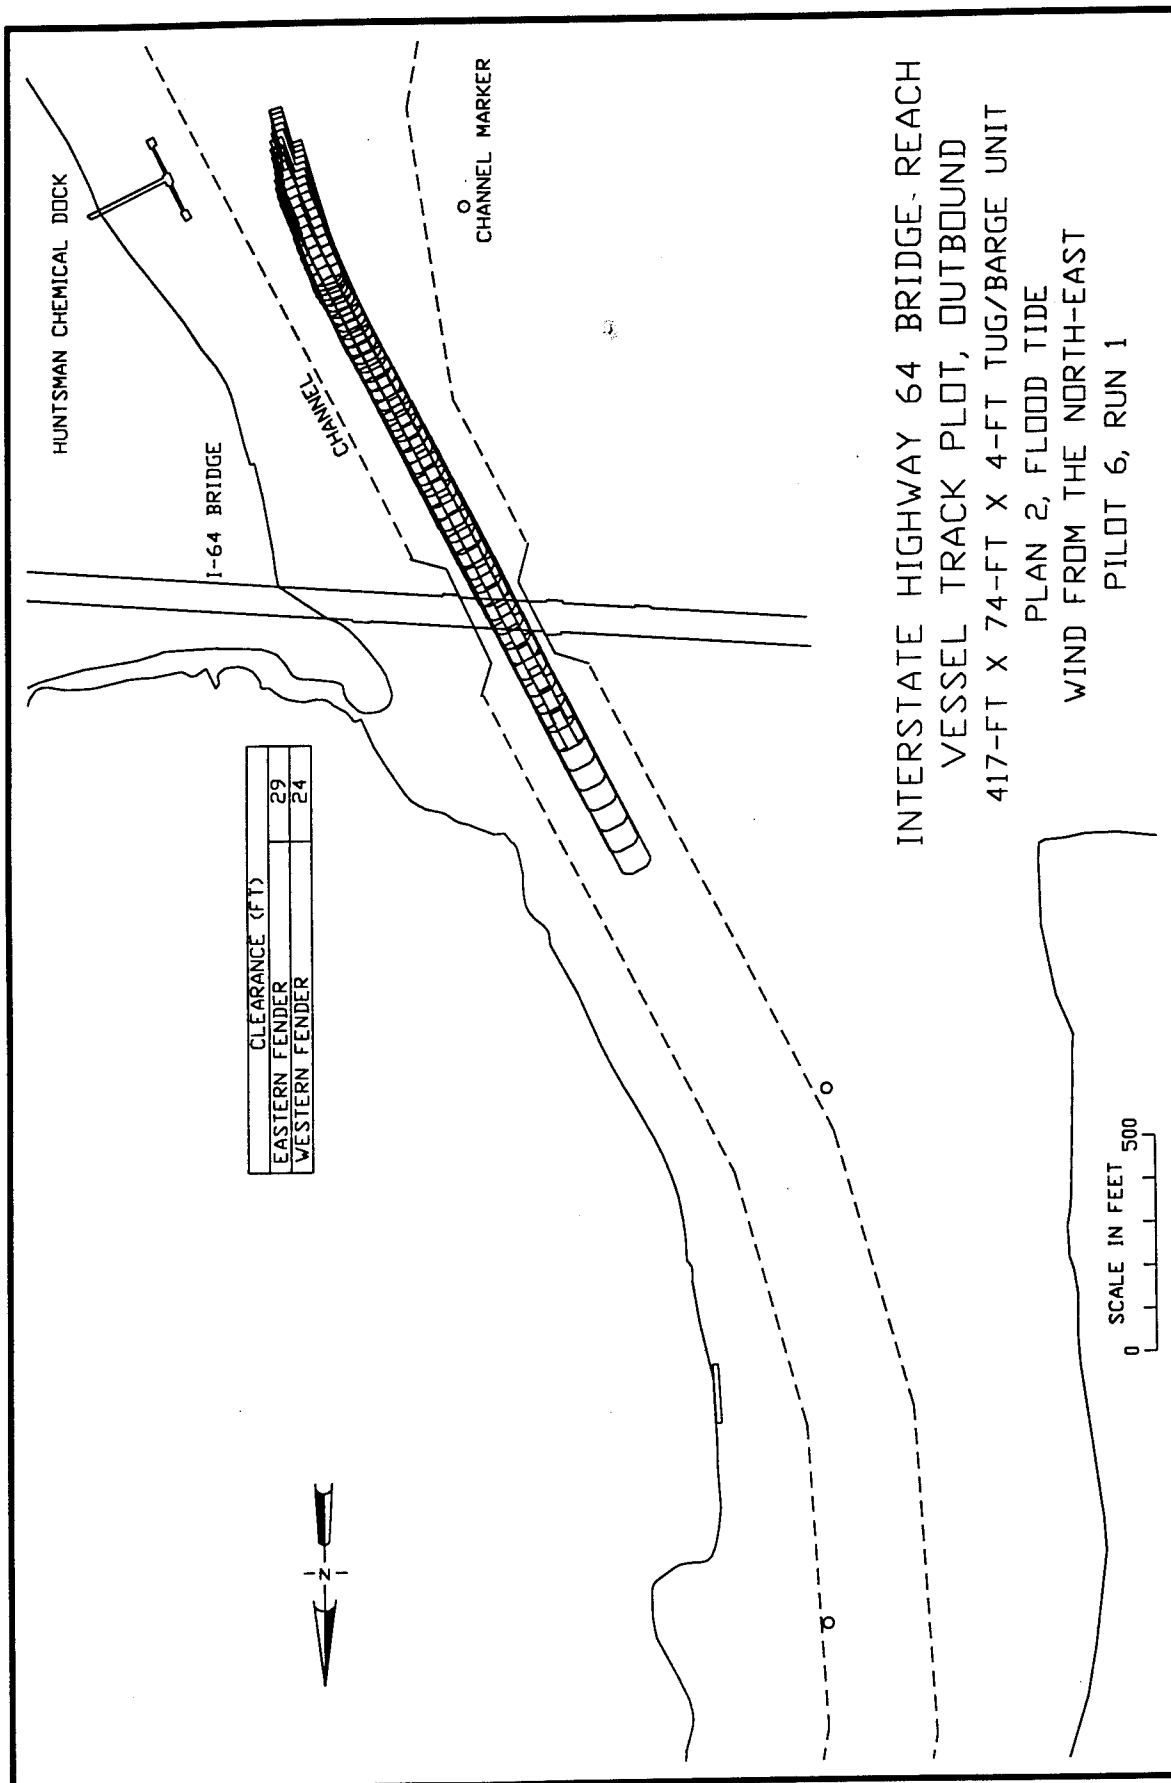 HUNTSMAN CHEMICAL DOCK
CHANNEL MARKER
CHANNEL
I-64 BRIDGE
CLEARANCE (FT)
EASTERN FENDER 29
WESTERN FENDER 24
N
INTERSTATE HIGHWAY 64 BRIDGE REACH
VESSEL TRACK PLOT, OUTBOUND
417-FT X 74-FT X 4-FT TUG/BARGE UNIT
PLAN 2, FLOOD TIDE
WIND FROM THE NORTH-EAST
PILOT 6, RUN 1
SCALE IN FEET
0 500